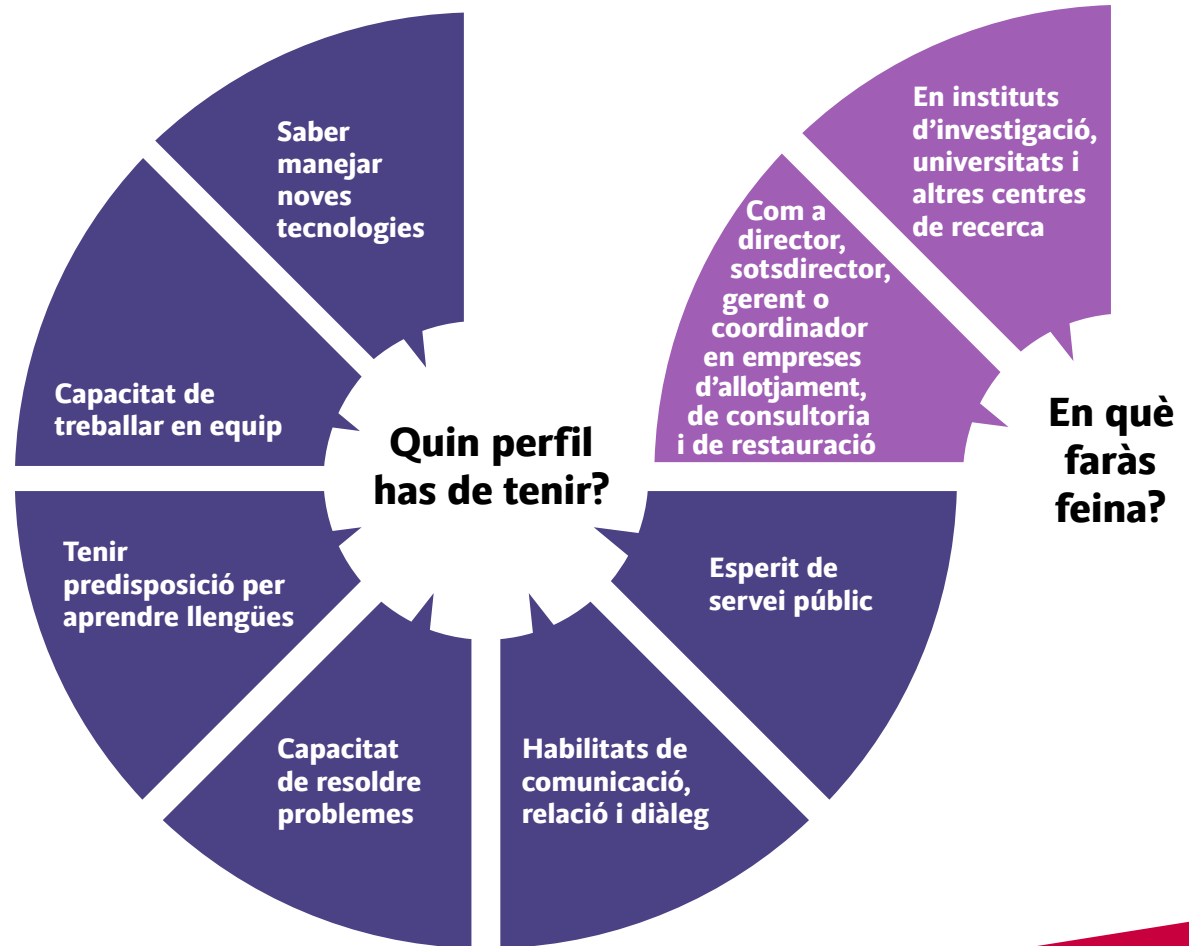 Quin perfil
has de tenir?
Saber
manejar
noves
tecnologies
Capacitat de
treballar en equip
Tenir
predisposició per
aprendre llengües
Capacitat
de resoldre
problemes
Habilitats de
comunicació,
relació i diàleg
Esperit de
servei públic
En què
faràs
feina?
Com a
director,
sotsdirector,
gerent o
coordinador
en empreses
d’allotjament,
de consultoria
i de restauració
En instituts
d’investigació,
universitats i
altres centres
de recerca